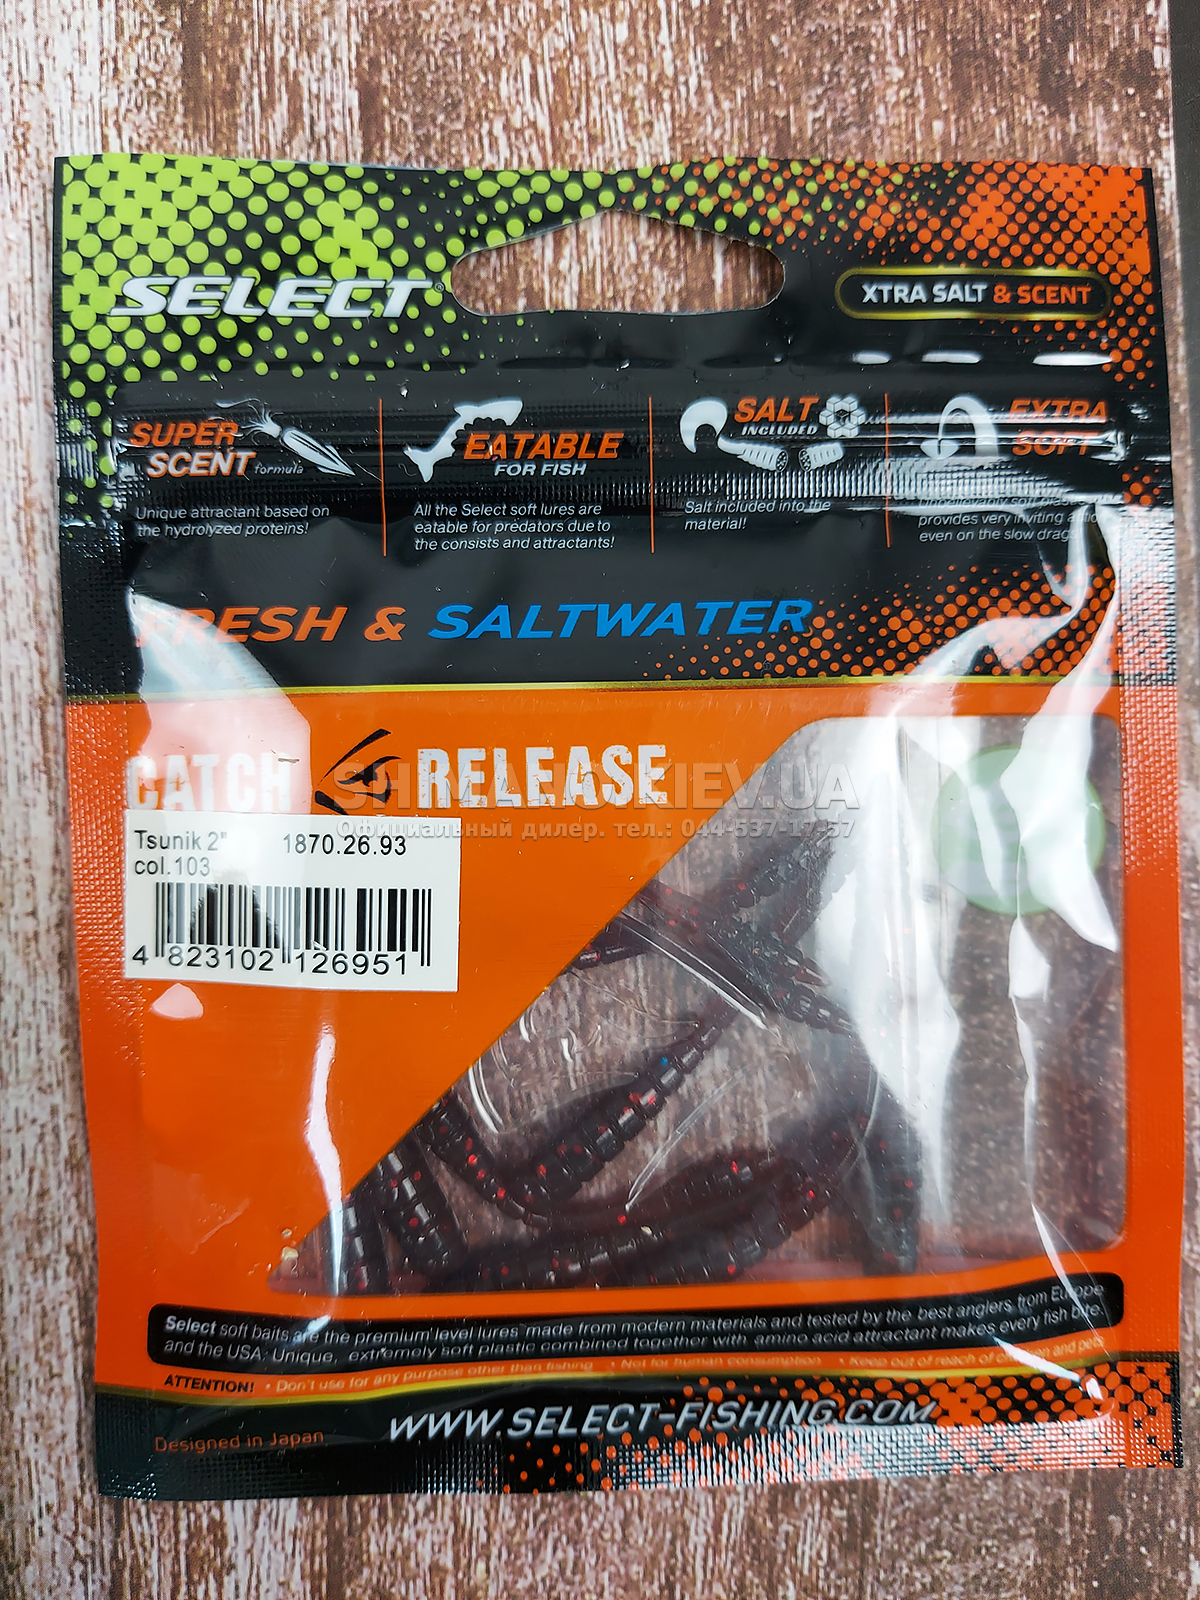 SELECT®
XTRA SALT & SCENT
SUPER
SCENT formula
Unique attractant based on
the hydrolyzed proteins!
EATABLE
FOR FISH
All the Select soft lures are
eatable for predators due to
the consists and attractants!
SALT
INCLUDED
Salt included into the
material!
EXTRA
SOFT
Unbelievably soft
provides very inviting action
even on the slow drag
FRESH & SALTWATER
CATCH RELEASE
SHIMANO.KIEV.UA
Официальный дилер. тел.: 044-537-17-57
Tsunik 2" 1870.26.93
col.103
4 823102 126951
Select soft baits are the premium level lures made from modern materials and tested by the best anglers from Europe
and the USA. Unique, extremely soft plastic combined together with amino acid attractant makes every fish bite.
ATTENTION! • Don't use for any purpose other than fishing • Not for human consumption • Keep out of reach of children and pets
WWW.SELECT-FISHING.COM
Designed in Japan